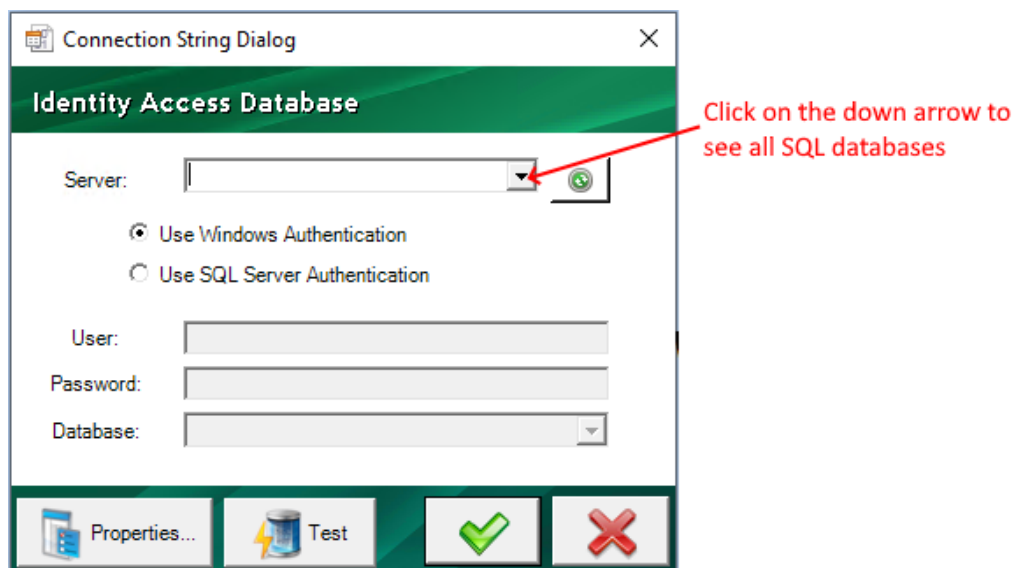 Connection String Dialog
Identity Access Database
Click on the down arrow to
see all SQL databases
Server:
Use Windows Authentication
Use SQL Server Authentication
User:
Password:
Database:
Properties...
Test